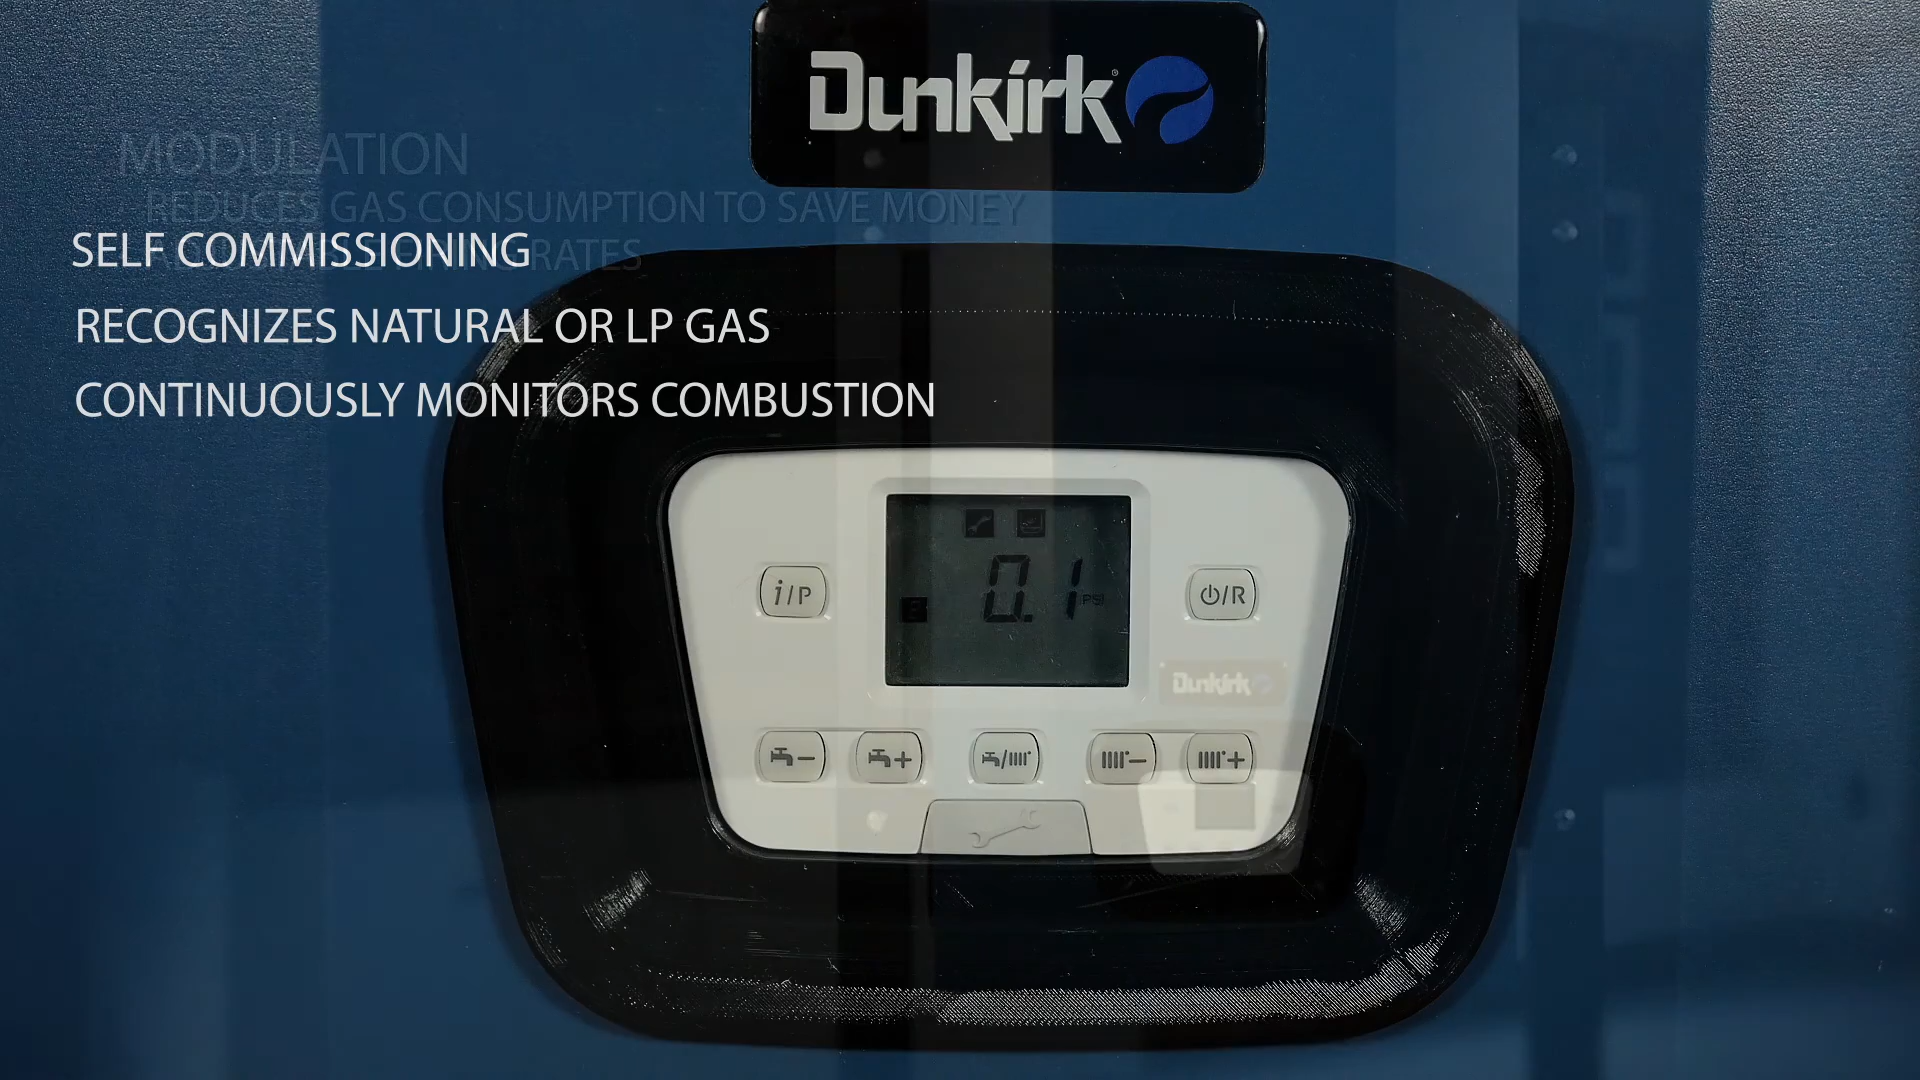 Dunkirk
MODULATION
REDUCES GAS CONSUMPTION TO SAVE MONEY
SELF COMMISSIONING
RATES
RECOGNIZES NATURAL OR LP GAS
CONTINUOUSLY MONITORS COMBUSTION
0.1 PSI
i/P
/R
Dunkirk
- + / - +